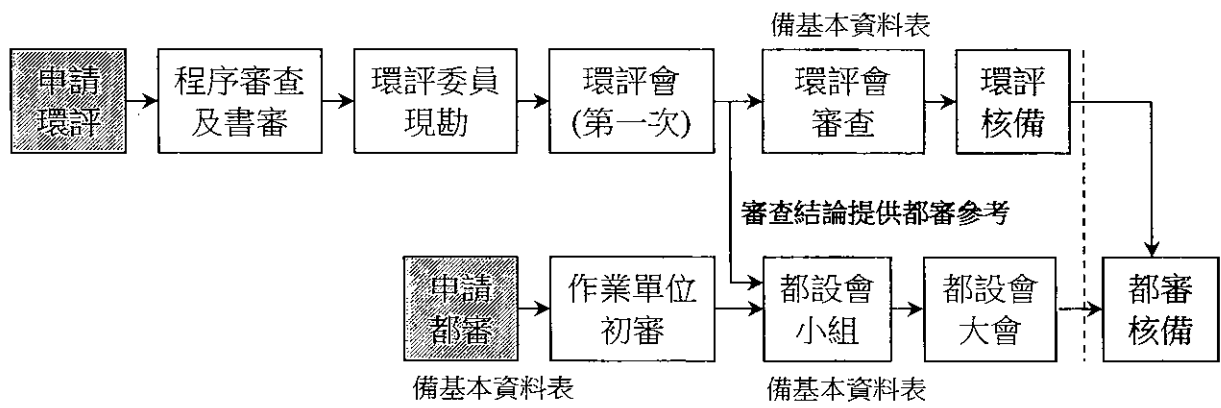 備基本資料表
申請
環評
程序審查
及書審
環評委員
現勘
環評會
(第一次)
環評會
審查
環評
核備
審查結論提供都審參考
申請
都審
作業單位
初審
都設會
小組
都設會
大會
都審
核備
備基本資料表
備基本資料表